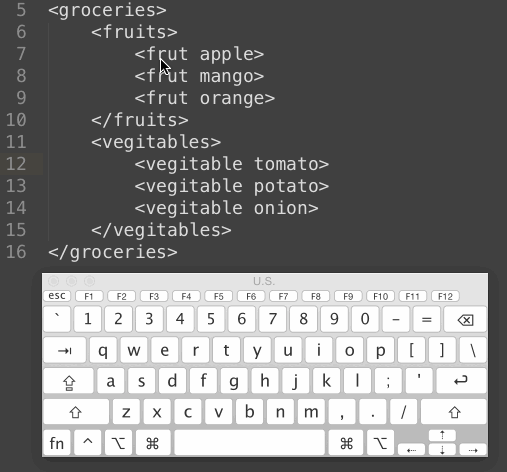 5 <groceries>
6 <fruits>
7 <frut apple>
8 <frut mango>
9 <frut orange>
10 </fruits>
11 <vegitables>
12 <vegitable tomato>
13 <vegitable potato>
14 <vegitable onion>
15 </vegitables>
16 </groceries>
U.S.
esc F1 F2 F3 F4 F5 F6 F7 F8 F9 F10 F11 F12
` 1 2 3 4 5 6 7 8 9 0 - = ⌫
⇥ q w e r t y u i o p [ ] \
⇪ a s d f g h j k l ; ' ↩
⇧ z x c v b n m , . / ⇧
fn ^ ⌥ ⌘ ⌘ ⌥ ← ↑ ↓ →